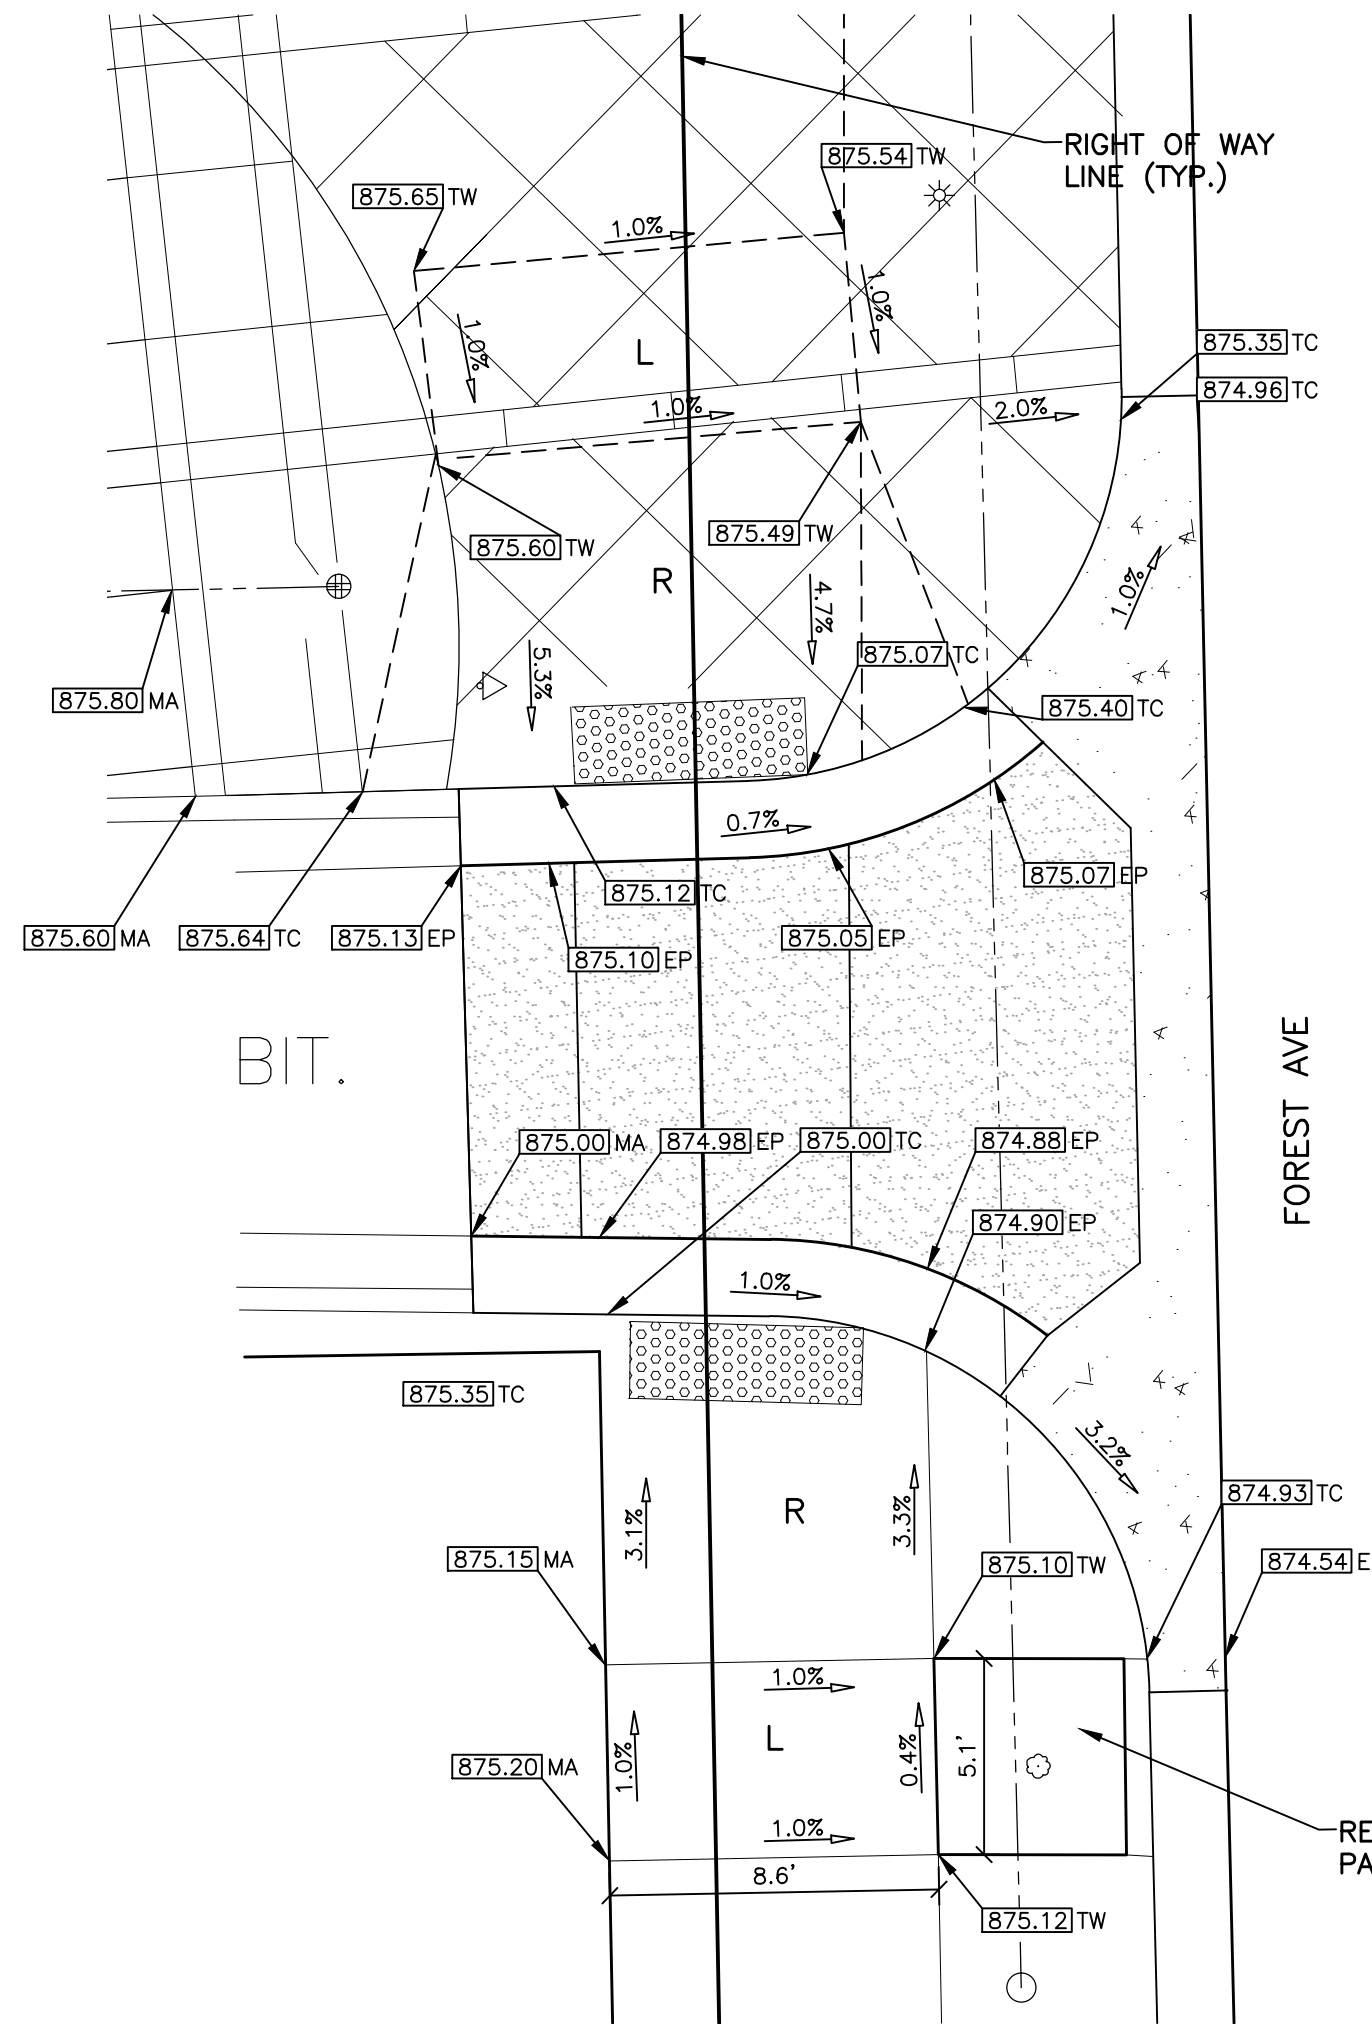 RIGHT OF WAY
LINE (TYP.)
875.54 TW
875.65 TW
1.0%
1.0%
1.0%
L
875.35 TC
874.96 TC
1.0%
2.0%
875.60 TW
875.49 TW
R
4.7%
1.0%
5.3%
875.07 TC
875.80 MA
875.40 TC
0.7%
875.07 EP
875.12 TC
875.60 MA
875.64 TC
875.13 EP
875.05 EP
875.10 EP
BIT.
FOREST AVE
875.00 MA
874.98 EP
875.00 TC
874.88 EP
874.90 EP
1.0%
875.35 TC
3.2%
874.93 TC
R
3.1%
3.3%
875.15 MA
875.10 TW
874.54 E
1.0%
L
1.0%
0.4%
5.1'
875.20 MA
1.0%
RE
PA
8.6'
875.12 TW